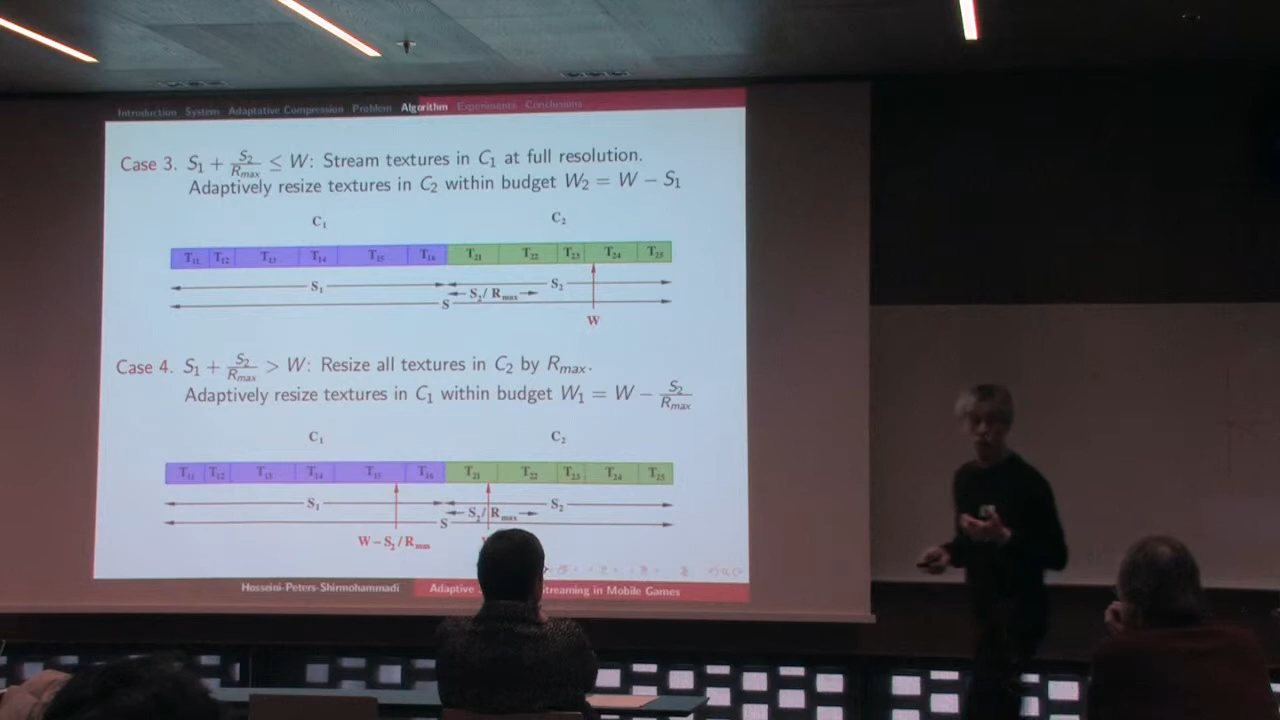 Introduction System Adaptative Compression Problem Algorithm Experiments Conclusions
Case 3. S₁ + S₂/Rmax ≤ W: Stream textures in C₁ at full resolution.
Adaptively resize textures in C₂ within budget W₂ = W − S₁
C₁ C₂
T₁₁ T₁₂ T₁₃ T₁₄ T₁₅ T₁₆ T₂₁ T₂₂ T₂₃ T₂₄ T₂₅
S₁ S₂
S₂/Rmax
S
W
Case 4. S₁ + S₂/Rmax > W: Resize all textures in C₂ by Rmax.
Adaptively resize textures in C₁ within budget W₁ = W − S₂/Rmax
C₁ C₂
T₁₁ T₁₂ T₁₃ T₁₄ T₁₅ T₁₆ T₂₁ T₂₂ T₂₃ T₂₄ T₂₅
S₁ S₂
S₂/Rmax
S
W − S₂/Rmax
Hosseini-Peters-Shirmohammadi Adaptive Streaming in Mobile Games